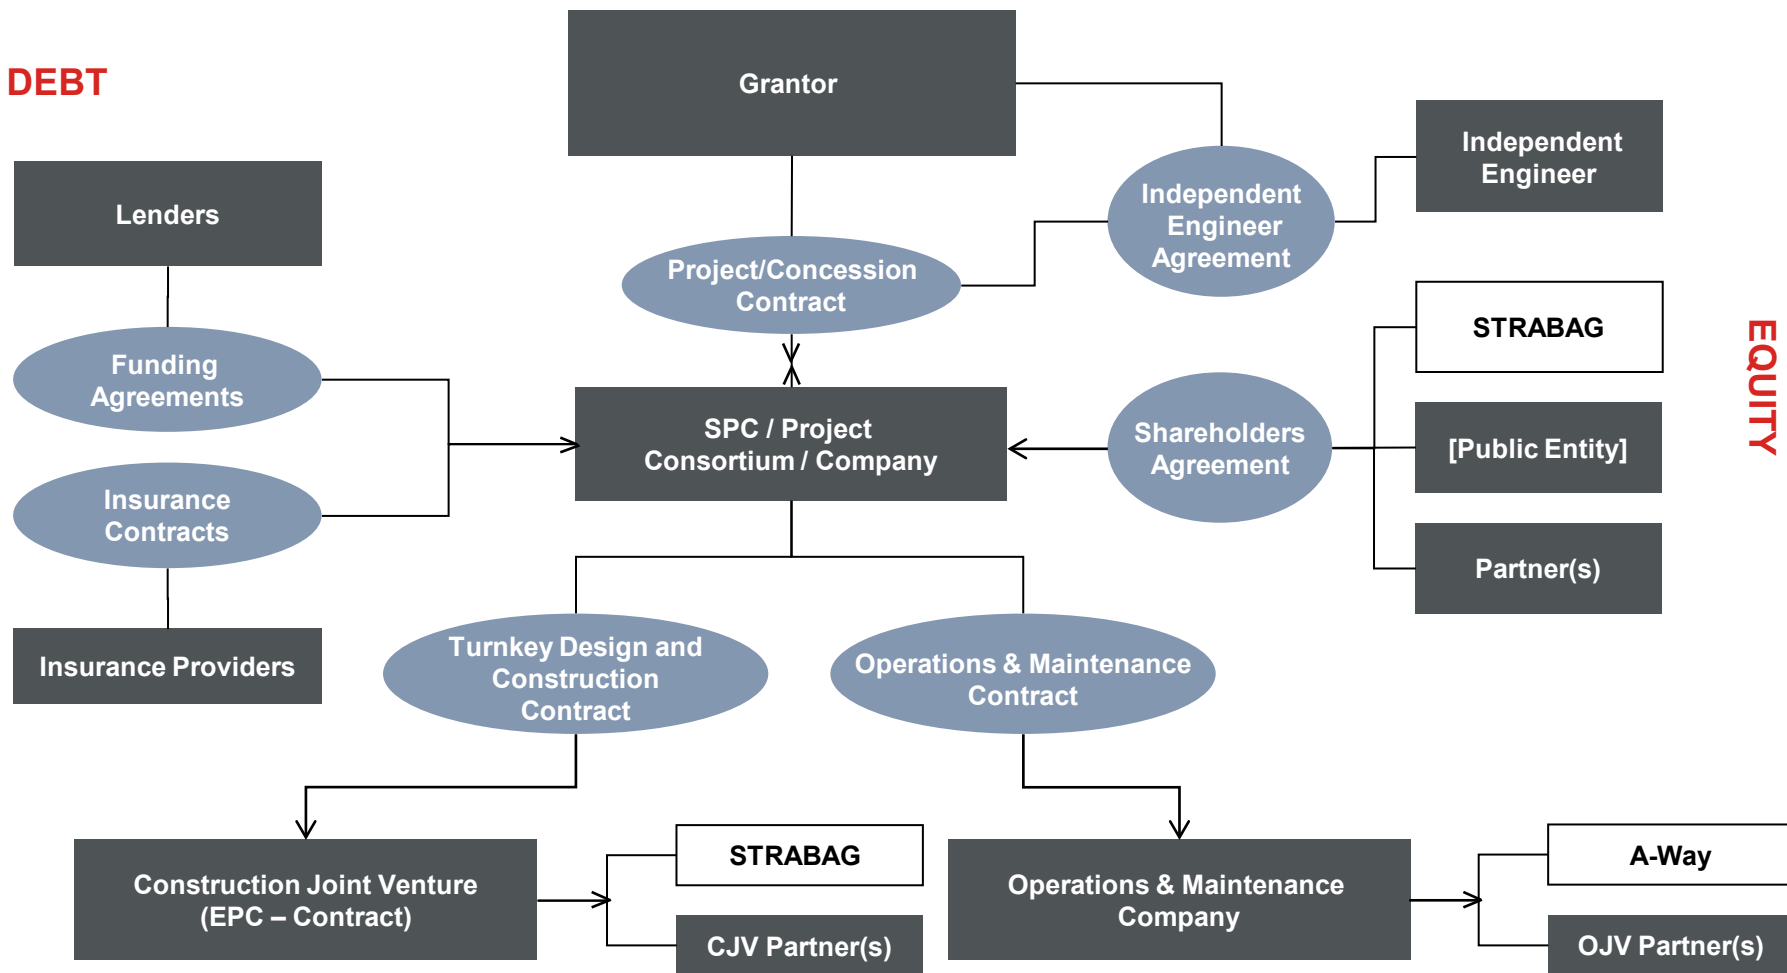 DEBT
Grantor
Independent
Engineer
Lenders
Independent
Engineer
Agreement
Project/Concession
Contract
STRABAG
EQUITY
Funding
Agreements
SPC / Project
Consortium / Company
Shareholders
Agreement
[Public Entity]
Insurance
Contracts
Partner(s)
Insurance Providers
Turnkey Design and
Construction
Contract
Operations & Maintenance
Contract
Construction Joint Venture
(EPC – Contract)
STRABAG
CJV Partner(s)
Operations & Maintenance
Company
A-Way
OJV Partner(s)